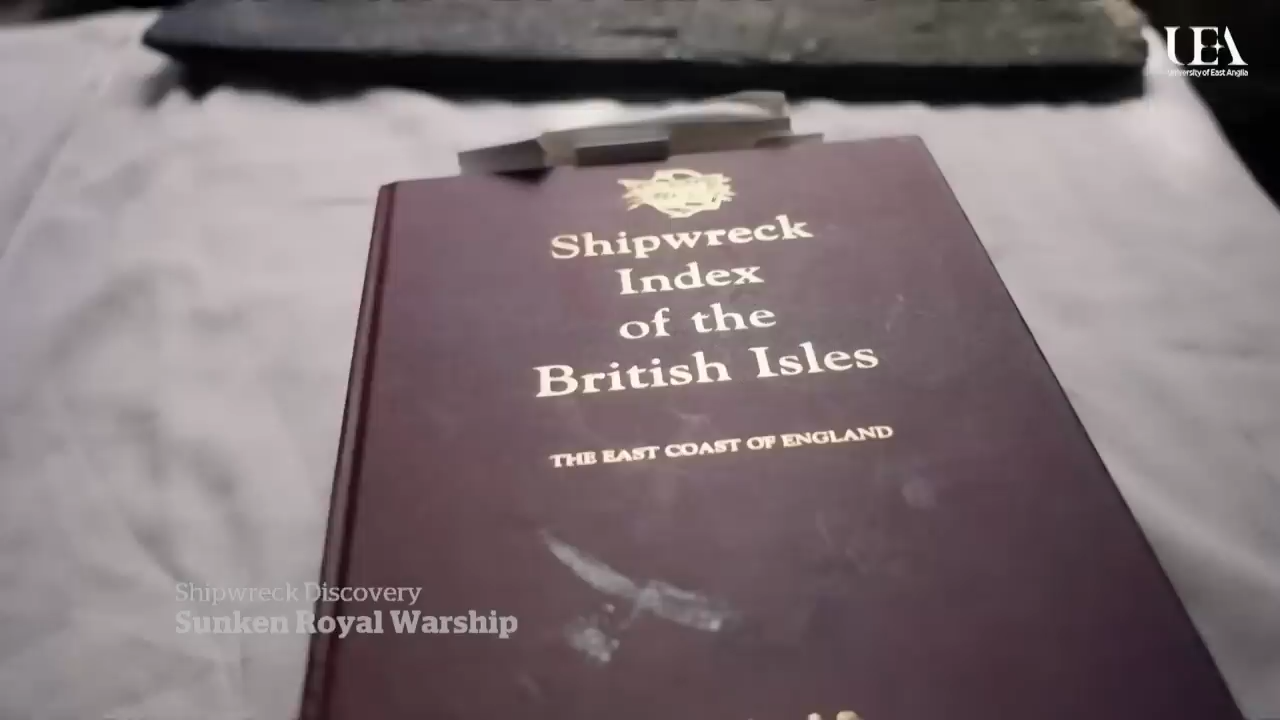 UEA
University of East Anglia
Shipwreck
Index
of the
British Isles
THE EAST COAST OF ENGLAND
Shipwreck Discovery
Sunken Royal Warship